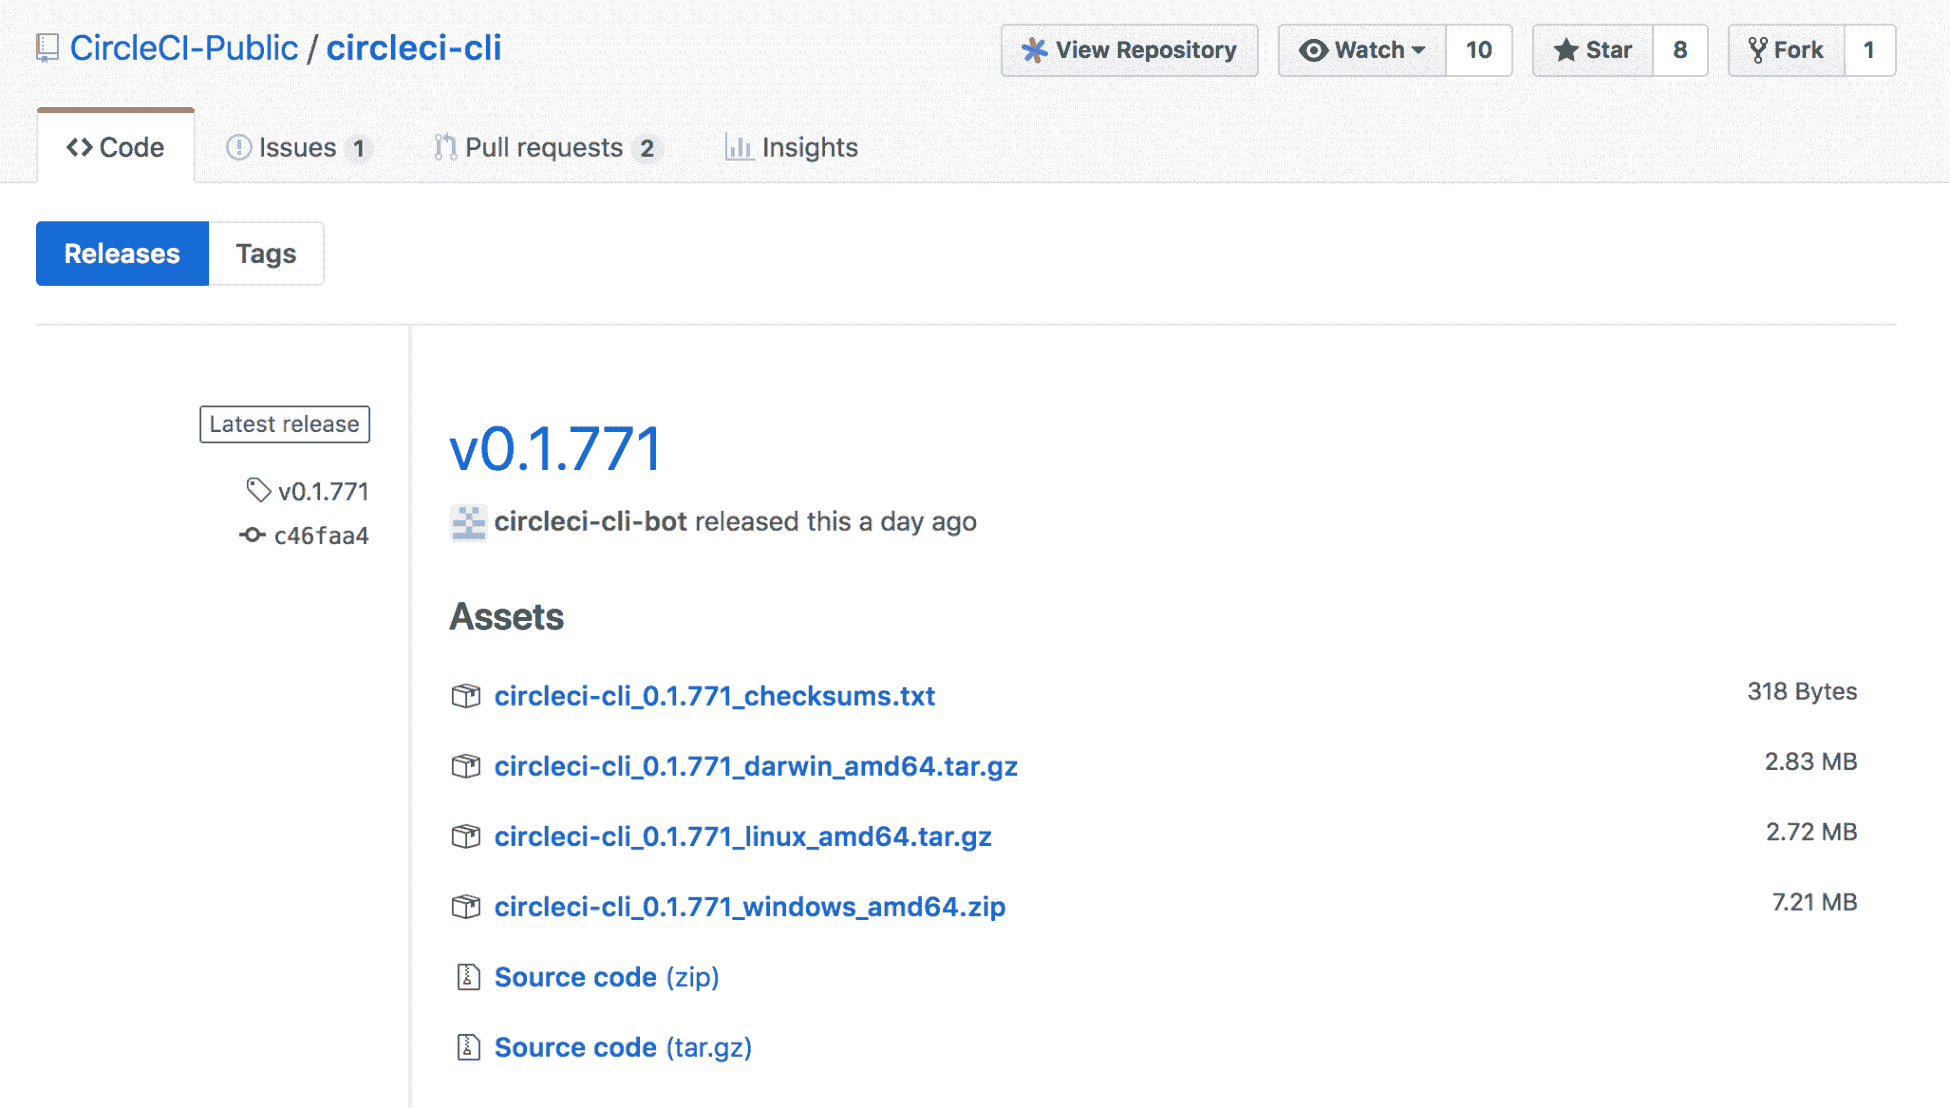 CircleCI-Public / circleci-cli
View Repository
Watch 10
Star 8
Fork 1
Code
Issues 1
Pull requests 2
Insights
Releases
Tags
Latest release
v0.1.771
c46faa4
v0.1.771
circleci-cli-bot released this a day ago
Assets
circleci-cli_0.1.771_checksums.txt 318 Bytes
circleci-cli_0.1.771_darwin_amd64.tar.gz 2.83 MB
circleci-cli_0.1.771_linux_amd64.tar.gz 2.72 MB
circleci-cli_0.1.771_windows_amd64.zip 7.21 MB
Source code (zip)
Source code (tar.gz)